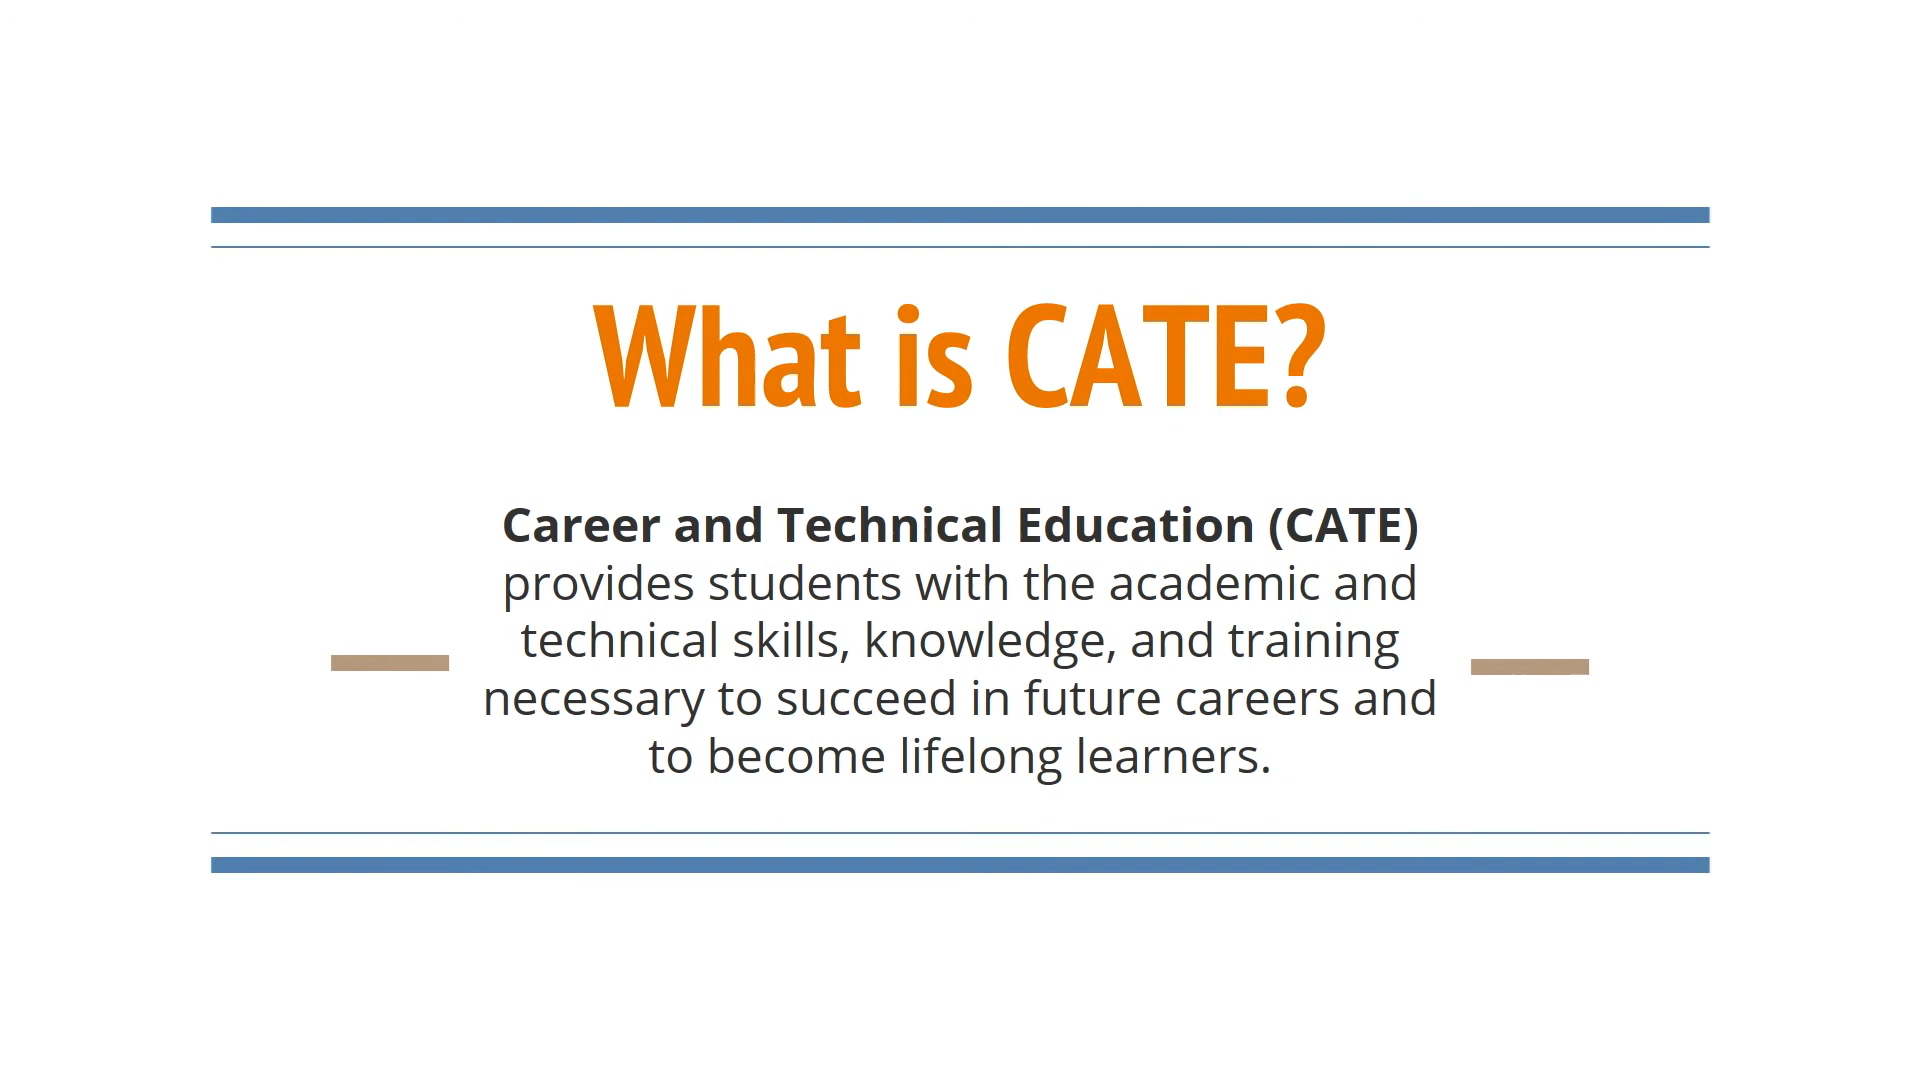 What is CATE?
Career and Technical Education (CATE)
provides students with the academic and
technical skills, knowledge, and training
necessary to succeed in future careers and
to become lifelong learners.